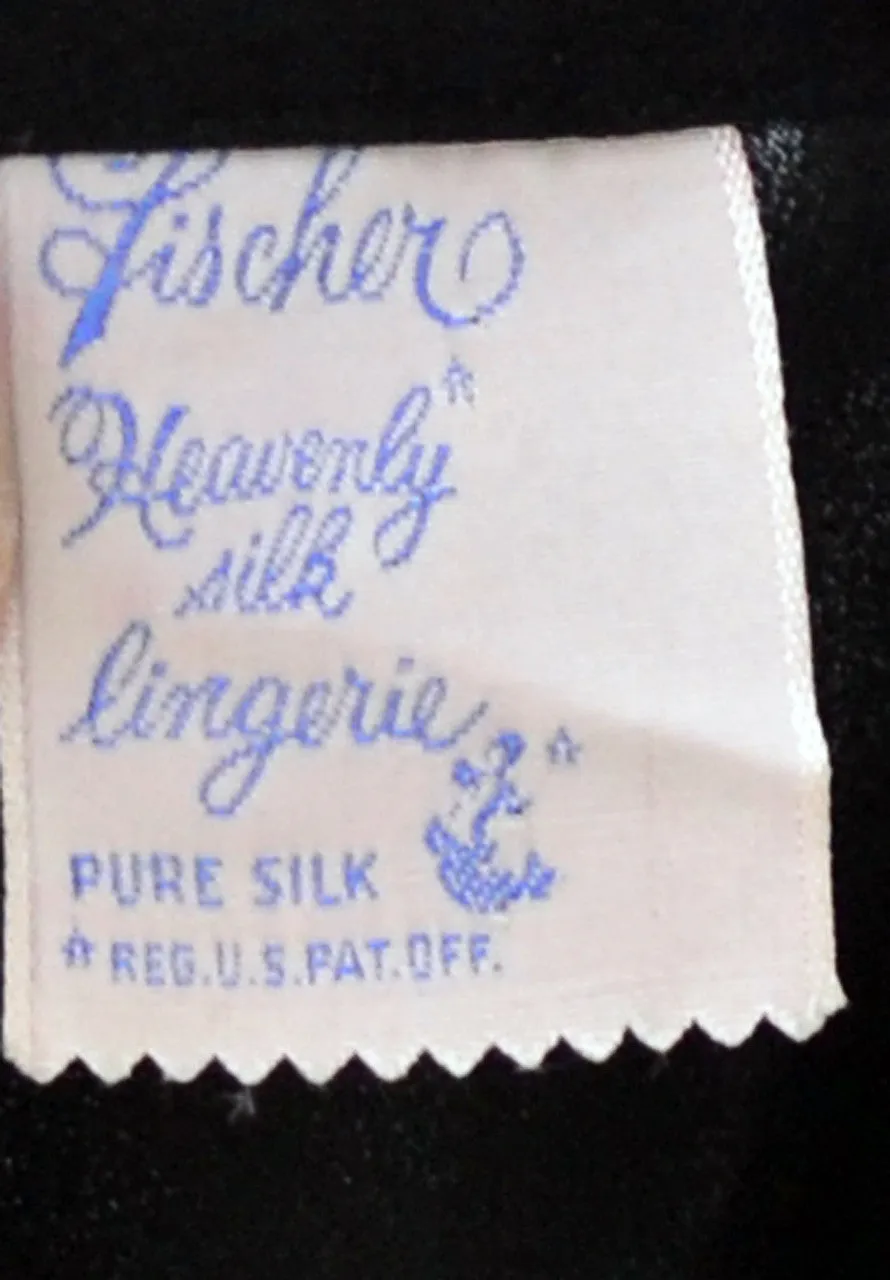 Fischer
Heavenly☆
silk
lingerie
☆
PURE SILK
☆ REG.U.S.PAT.OFF.